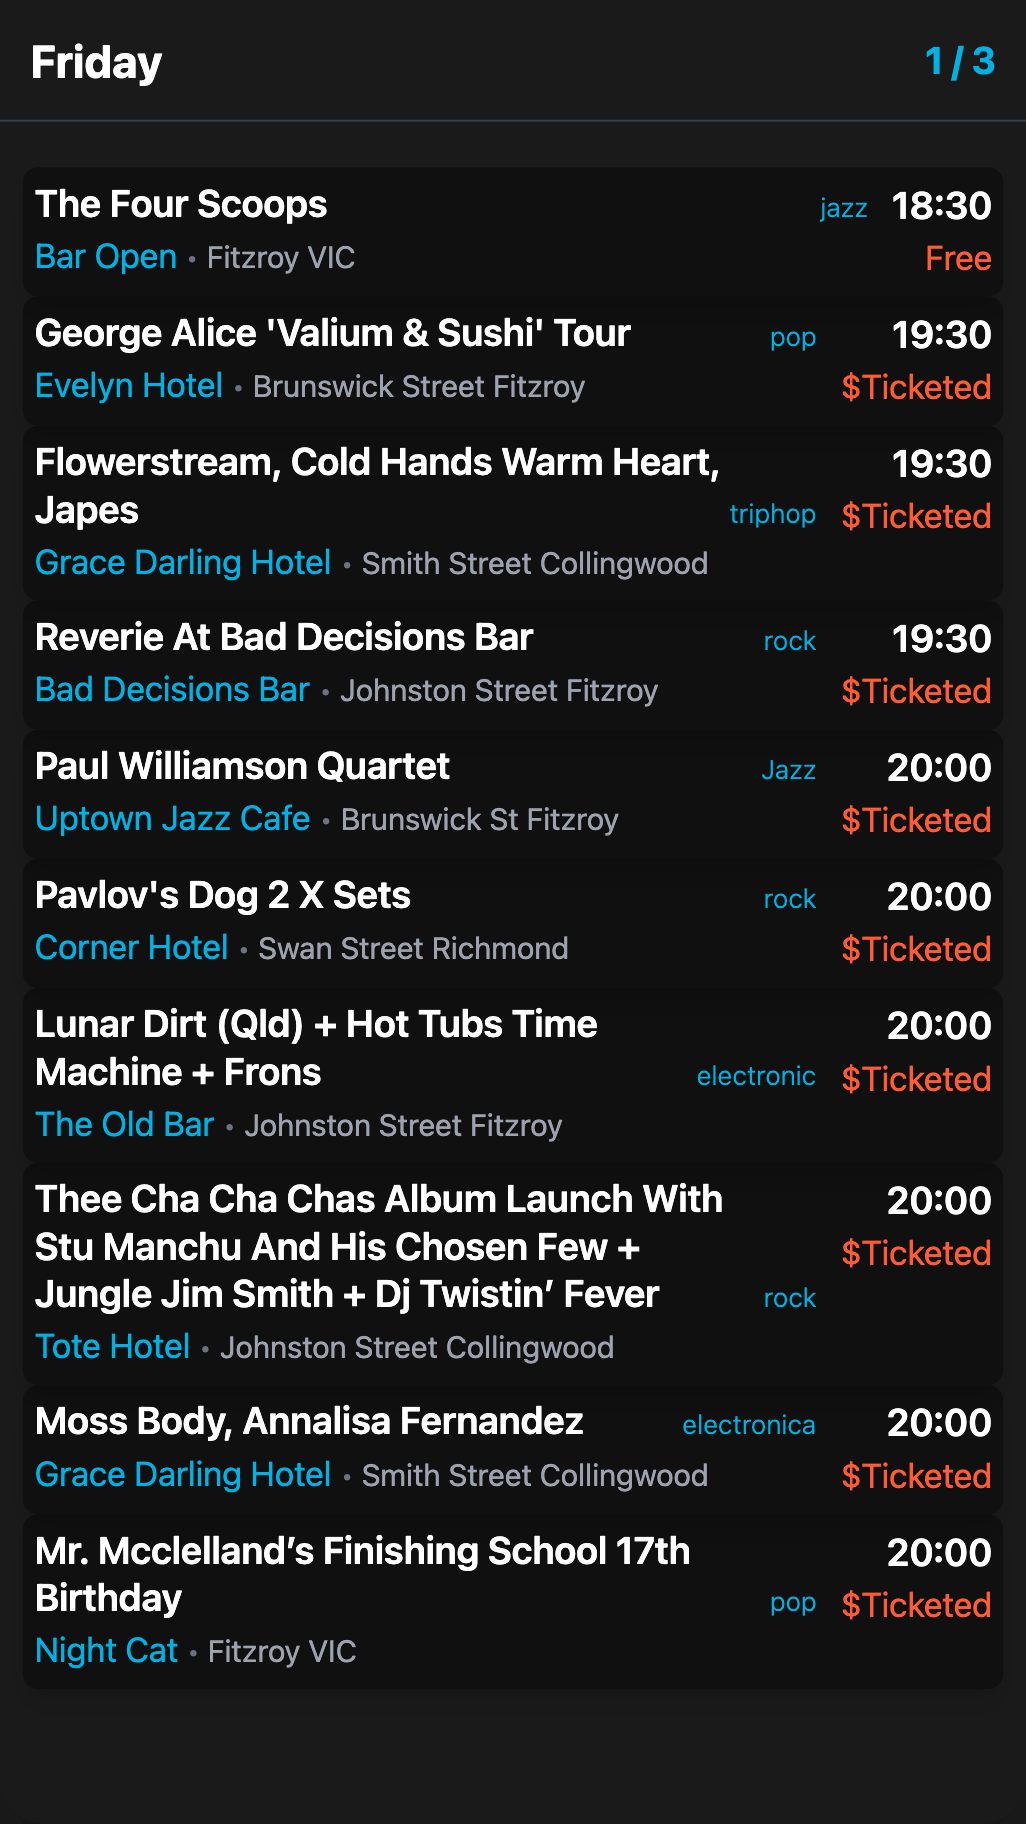 Friday 1 / 3
The Four Scoops jazz 18:30
Bar Open • Fitzroy VIC Free
George Alice 'Valium & Sushi' Tour pop 19:30
Evelyn Hotel • Brunswick Street Fitzroy $Ticketed
Flowerstream, Cold Hands Warm Heart, 19:30
Japes triphop $Ticketed
Grace Darling Hotel • Smith Street Collingwood
Reverie At Bad Decisions Bar rock 19:30
Bad Decisions Bar • Johnston Street Fitzroy $Ticketed
Paul Williamson Quartet Jazz 20:00
Uptown Jazz Cafe • Brunswick St Fitzroy $Ticketed
Pavlov's Dog 2 X Sets rock 20:00
Corner Hotel • Swan Street Richmond $Ticketed
Lunar Dirt (Qld) + Hot Tubs Time 20:00
Machine + Frons electronic $Ticketed
The Old Bar • Johnston Street Fitzroy
Thee Cha Cha Chas Album Launch With 20:00
Stu Manchu And His Chosen Few + $Ticketed
Jungle Jim Smith + Dj Twistin’ Fever rock
Tote Hotel • Johnston Street Collingwood
Moss Body, Annalisa Fernandez electronica 20:00
Grace Darling Hotel • Smith Street Collingwood $Ticketed
Mr. Mcclelland’s Finishing School 17th 20:00
Birthday pop $Ticketed
Night Cat • Fitzroy VIC